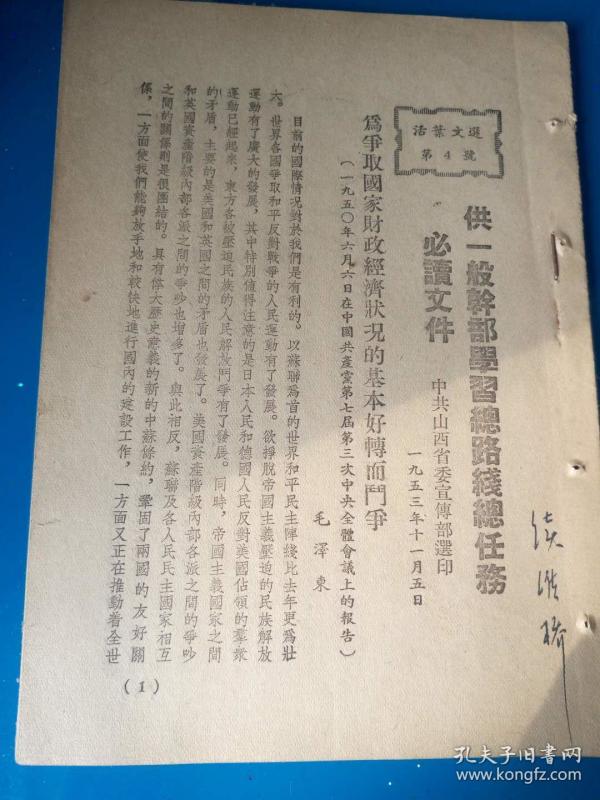 活葉文選
第4號
供一般幹部學習總路綫總任務
必讀文件
中共山西省委宣傳部選印
一九五三年十一月五日
為爭取國家財政經濟狀況的基本好轉而鬥爭
（一九五〇年六月六日在中國共產黨第七屆第三次中央全體會議上的報告）
毛澤東
目前的國際情况對於我們是有利的。以蘇聯為首的世界和平民主陣綫比去年更為壯
大。世界各國爭取和平反對戰爭的人民運動有了發展。欲掙脫帝國主義壓迫的民族解放
運動有了廣大的發展，其中特別值得注意的是日本人民和德國人民反對美國佔領的羣衆
運動已經起來，東方各被壓迫民族的人民解放鬥爭有了發展。同時，帝國主義國家之間
的矛盾，主要的是美國和英國之間的矛盾也發展了。美國資產階級內部各派之間的爭吵
和英國資產階級內部各派之間的爭吵也增多了。與此相反，蘇聯及各人民民主國家相互
之間的關係則是很團結的。具有偉大歷史意義的新的中蘇條約，鞏固了兩國的友好關
係，一方面使我們能夠放手地和較快地進行國內的建設工作，一方面又正在推動着全世
（1）
孔夫子旧书网
www.kongfz.com